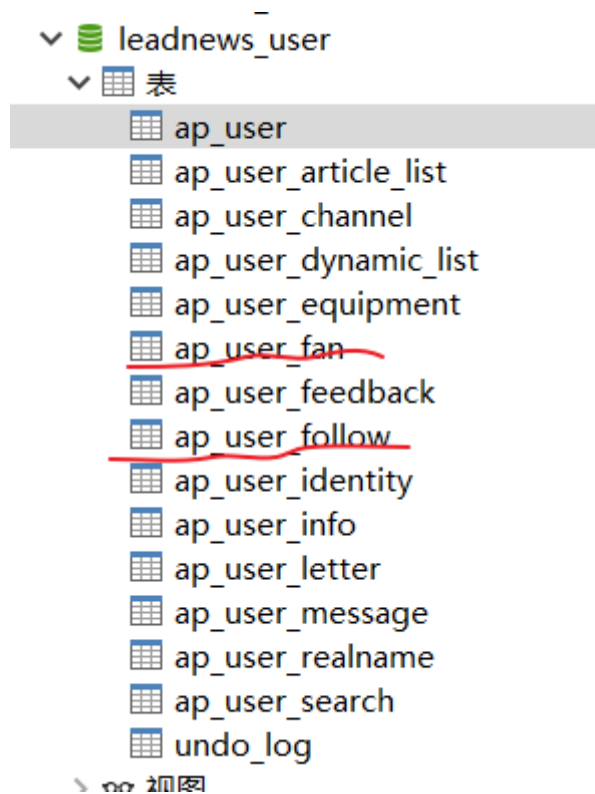 leadnews_user
表
ap_user
ap_user_article_list
ap_user_channel
ap_user_dynamic_list
ap_user_equipment
ap_user_fan
ap_user_feedback
ap_user_follow
ap_user_identity
ap_user_info
ap_user_letter
ap_user_message
ap_user_realname
ap_user_search
undo_log
视图